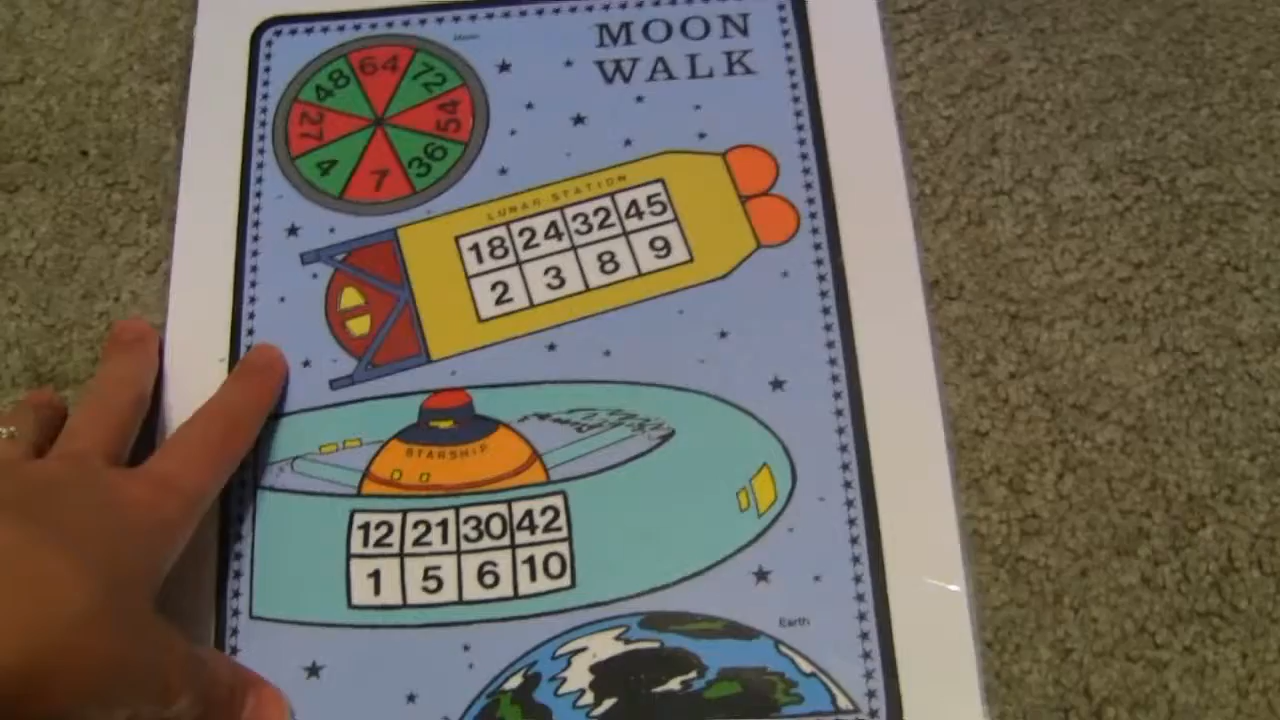 MOON
WALK
Moon
64
72
54
36
7
4
27
48
LUNAR STATION
18 24 32 45
2 3 8 9
STARSHIP
12 21 30 42
1 5 6 10
Earth